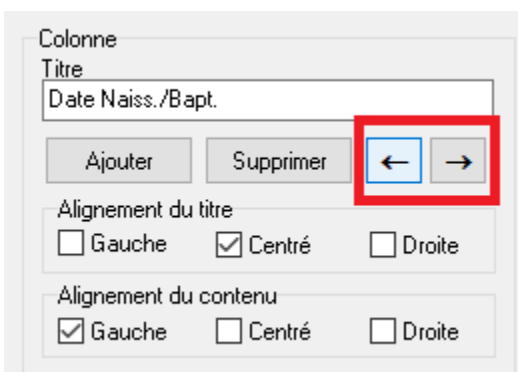 Colonne
Titre
Date Naiss./Bapt.
Ajouter Supprimer ← →
Alignement du titre
Gauche Centré Droite
Alignement du contenu
Gauche Centré Droite